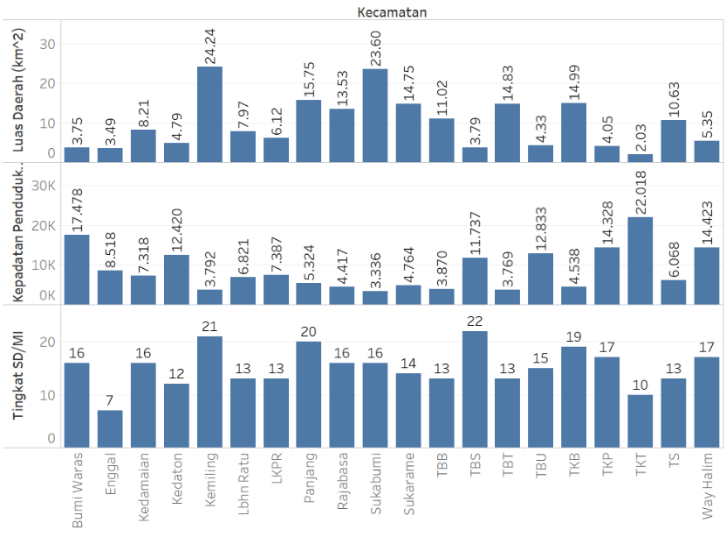 Kecamatan
Luas Daerah (km^2)
30
20
10
0
3.75
3.49
8.21
4.79
24.24
7.97
6.12
15.75
13.53
23.60
14.75
11.02
3.79
14.83
4.33
14.99
4.05
2.03
10.63
5.35
Kepadatan Penduduk..
30K
20K
10K
0K
17.478
8.518
7.318
12.420
3.792
6.821
7.387
5.324
4.417
3.336
4.764
3.870
11.737
3.769
12.833
4.538
14.328
22.018
6.068
14.423
Tingkat SD/MI
20
10
0
16
7
16
12
21
13
13
20
16
16
14
13
22
13
15
19
17
10
13
17
Bumi Waras
Enggal
Kedamaian
Kedaton
Kemiling
Lbhn Ratu
LKPR
Panjang
Rajabasa
Sukabumi
Sukarame
TBB
TBS
TBT
TBU
TKB
TKP
TKT
TS
Way Halim